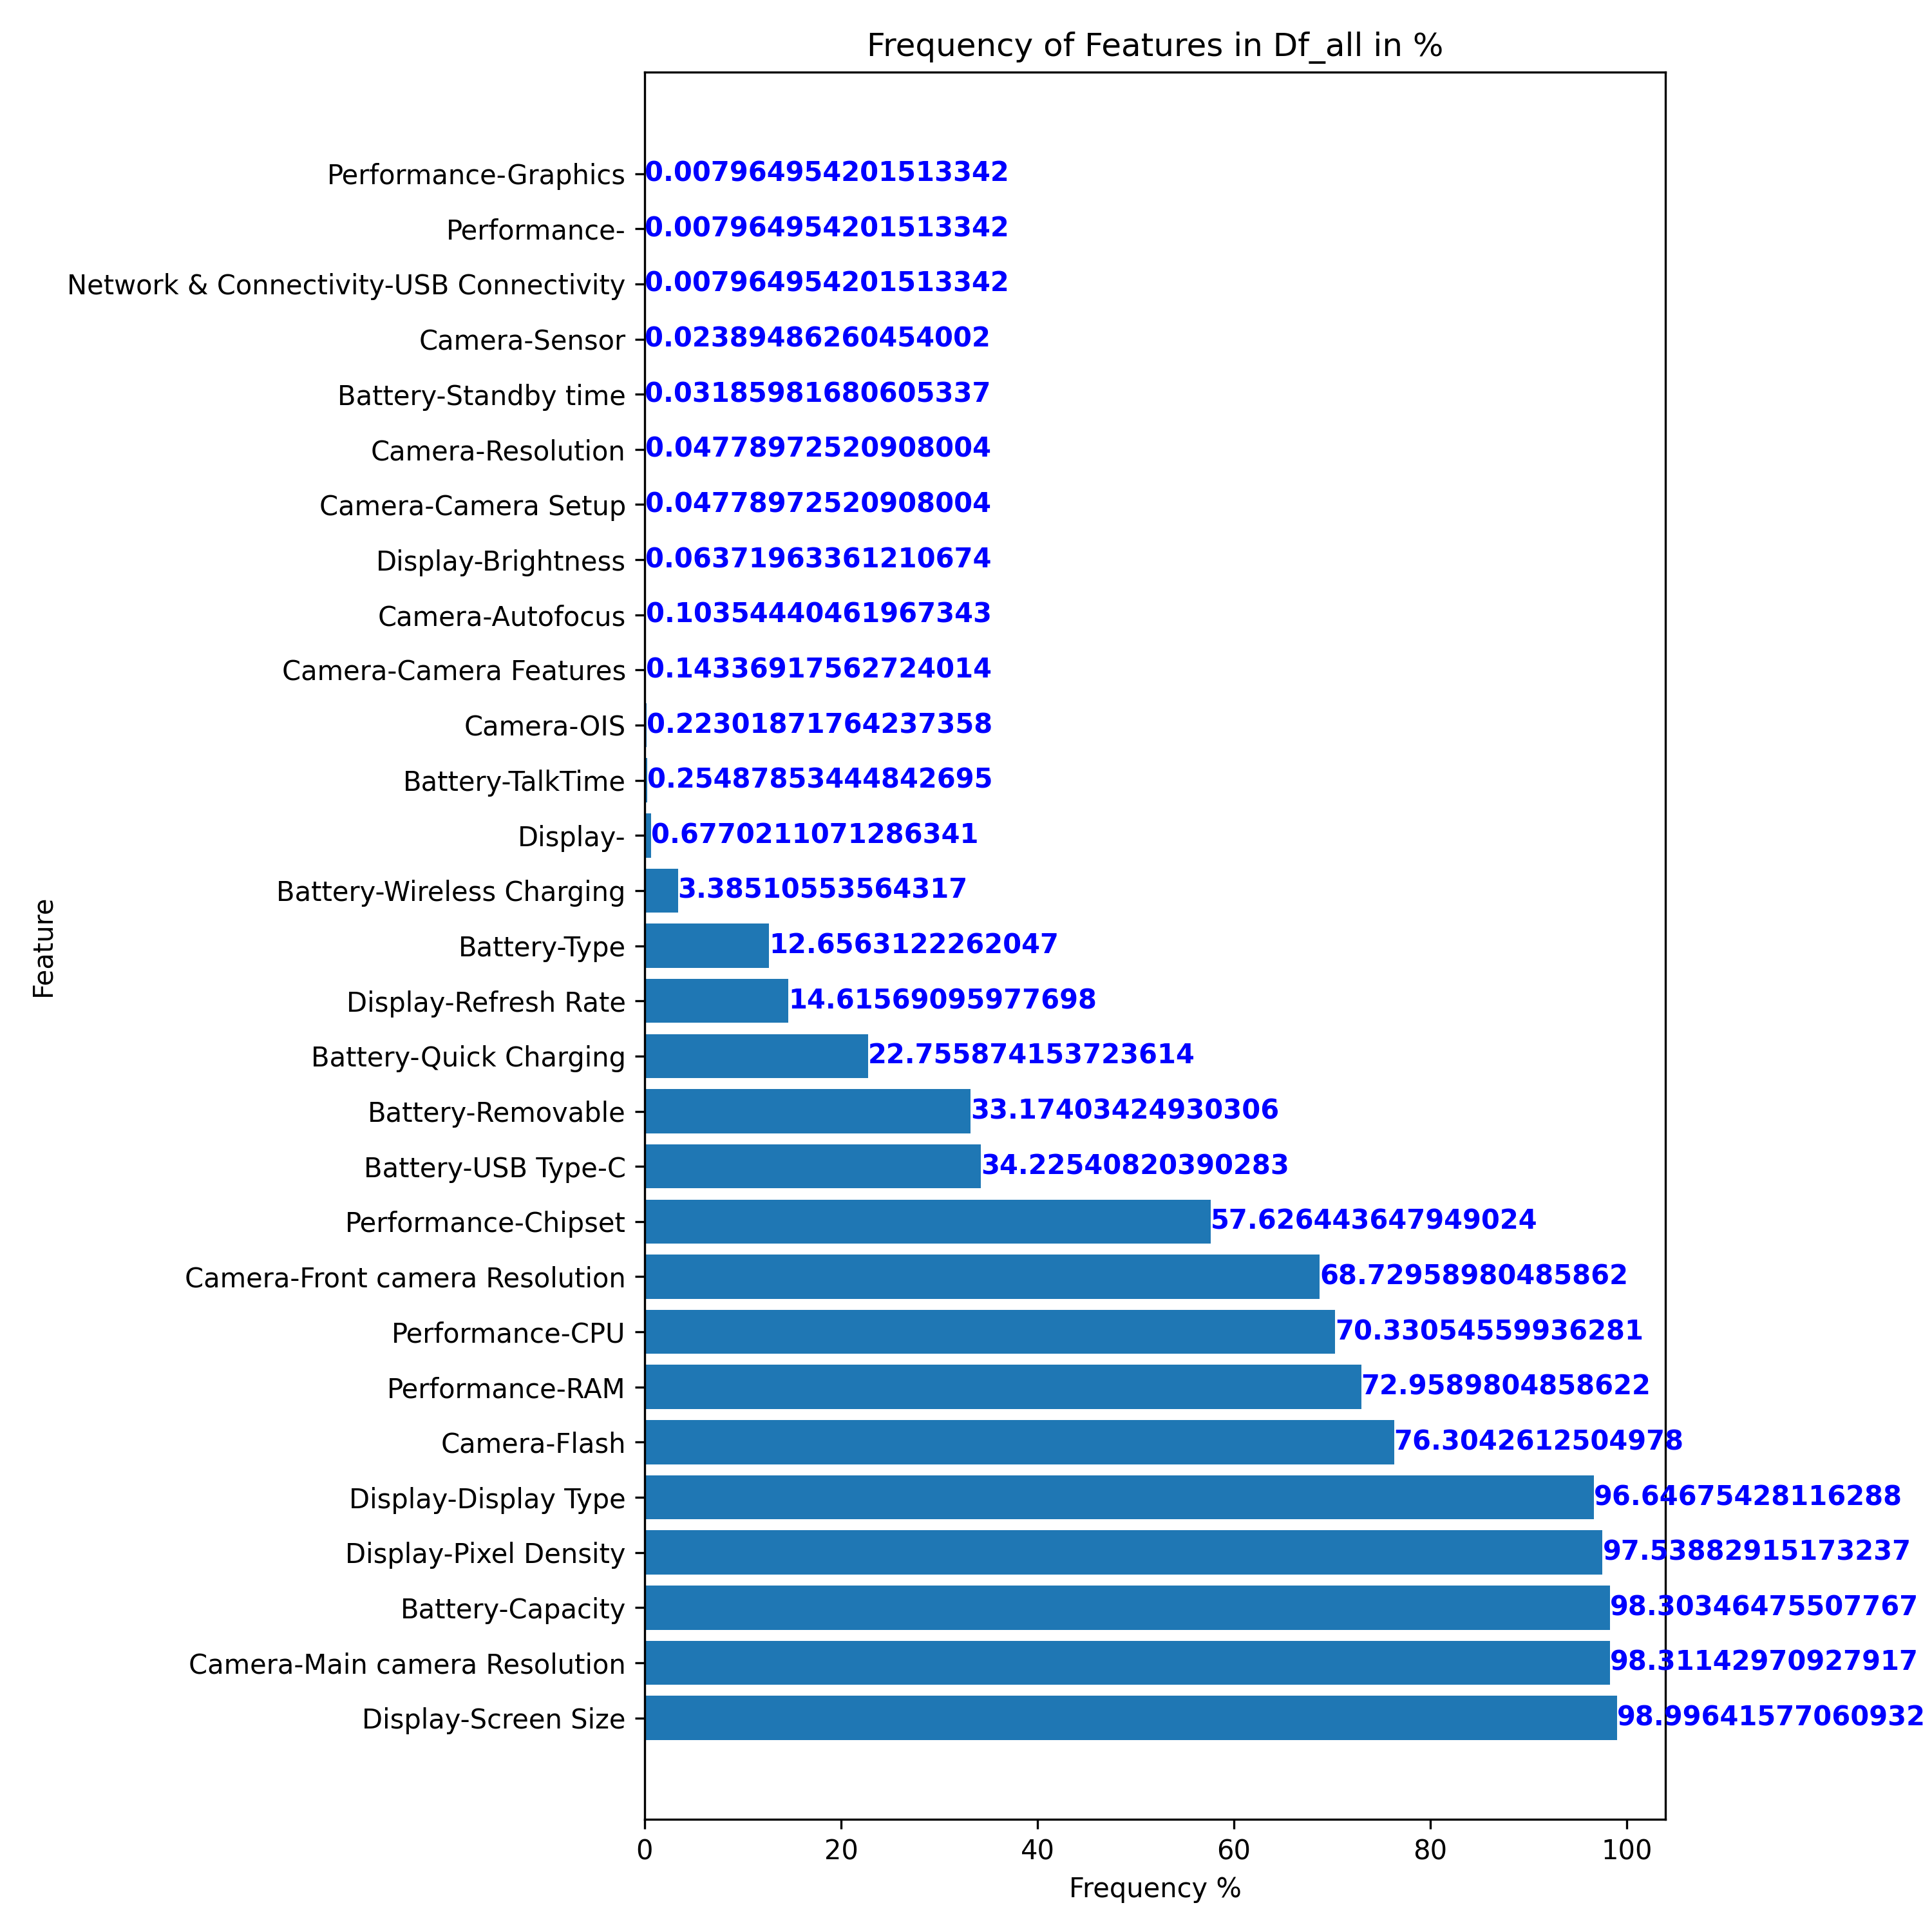 Frequency of Features in Df_all in %
Performance-Graphics 0.007964954201513342
Performance- 0.007964954201513342
Network & Connectivity-USB Connectivity 0.007964954201513342
Camera-Sensor 0.02389486260454002
Battery-Standby time 0.03185981680605337
Camera-Resolution 0.04778972520908004
Camera-Camera Setup 0.04778972520908004
Display-Brightness 0.06371963361210674
Camera-Autofocus 0.10354440461967343
Camera-Camera Features 0.14336917562724014
Camera-OIS 0.22301871764237358
Battery-TalkTime 0.25487853444842695
Display- 0.6770211071286341
Battery-Wireless Charging 3.38510553564317
Battery-Type 12.6563122262047
Display-Refresh Rate 14.61569095977698
Battery-Quick Charging 22.755874153723614
Battery-Removable 33.17403424930306
Battery-USB Type-C 34.22540820390283
Performance-Chipset 57.626443647949024
Camera-Front camera Resolution 68.72958980485862
Performance-CPU 70.33054559936281
Performance-RAM 72.9589804858622
Camera-Flash 76.3042612504978
Display-Display Type 96.64675428116288
Display-Pixel Density 97.53882915173237
Battery-Capacity 98.30346475507767
Camera-Main camera Resolution 98.31142970927917
Display-Screen Size 98.99641577060932
Feature
0 20 40 60 80 100
Frequency %